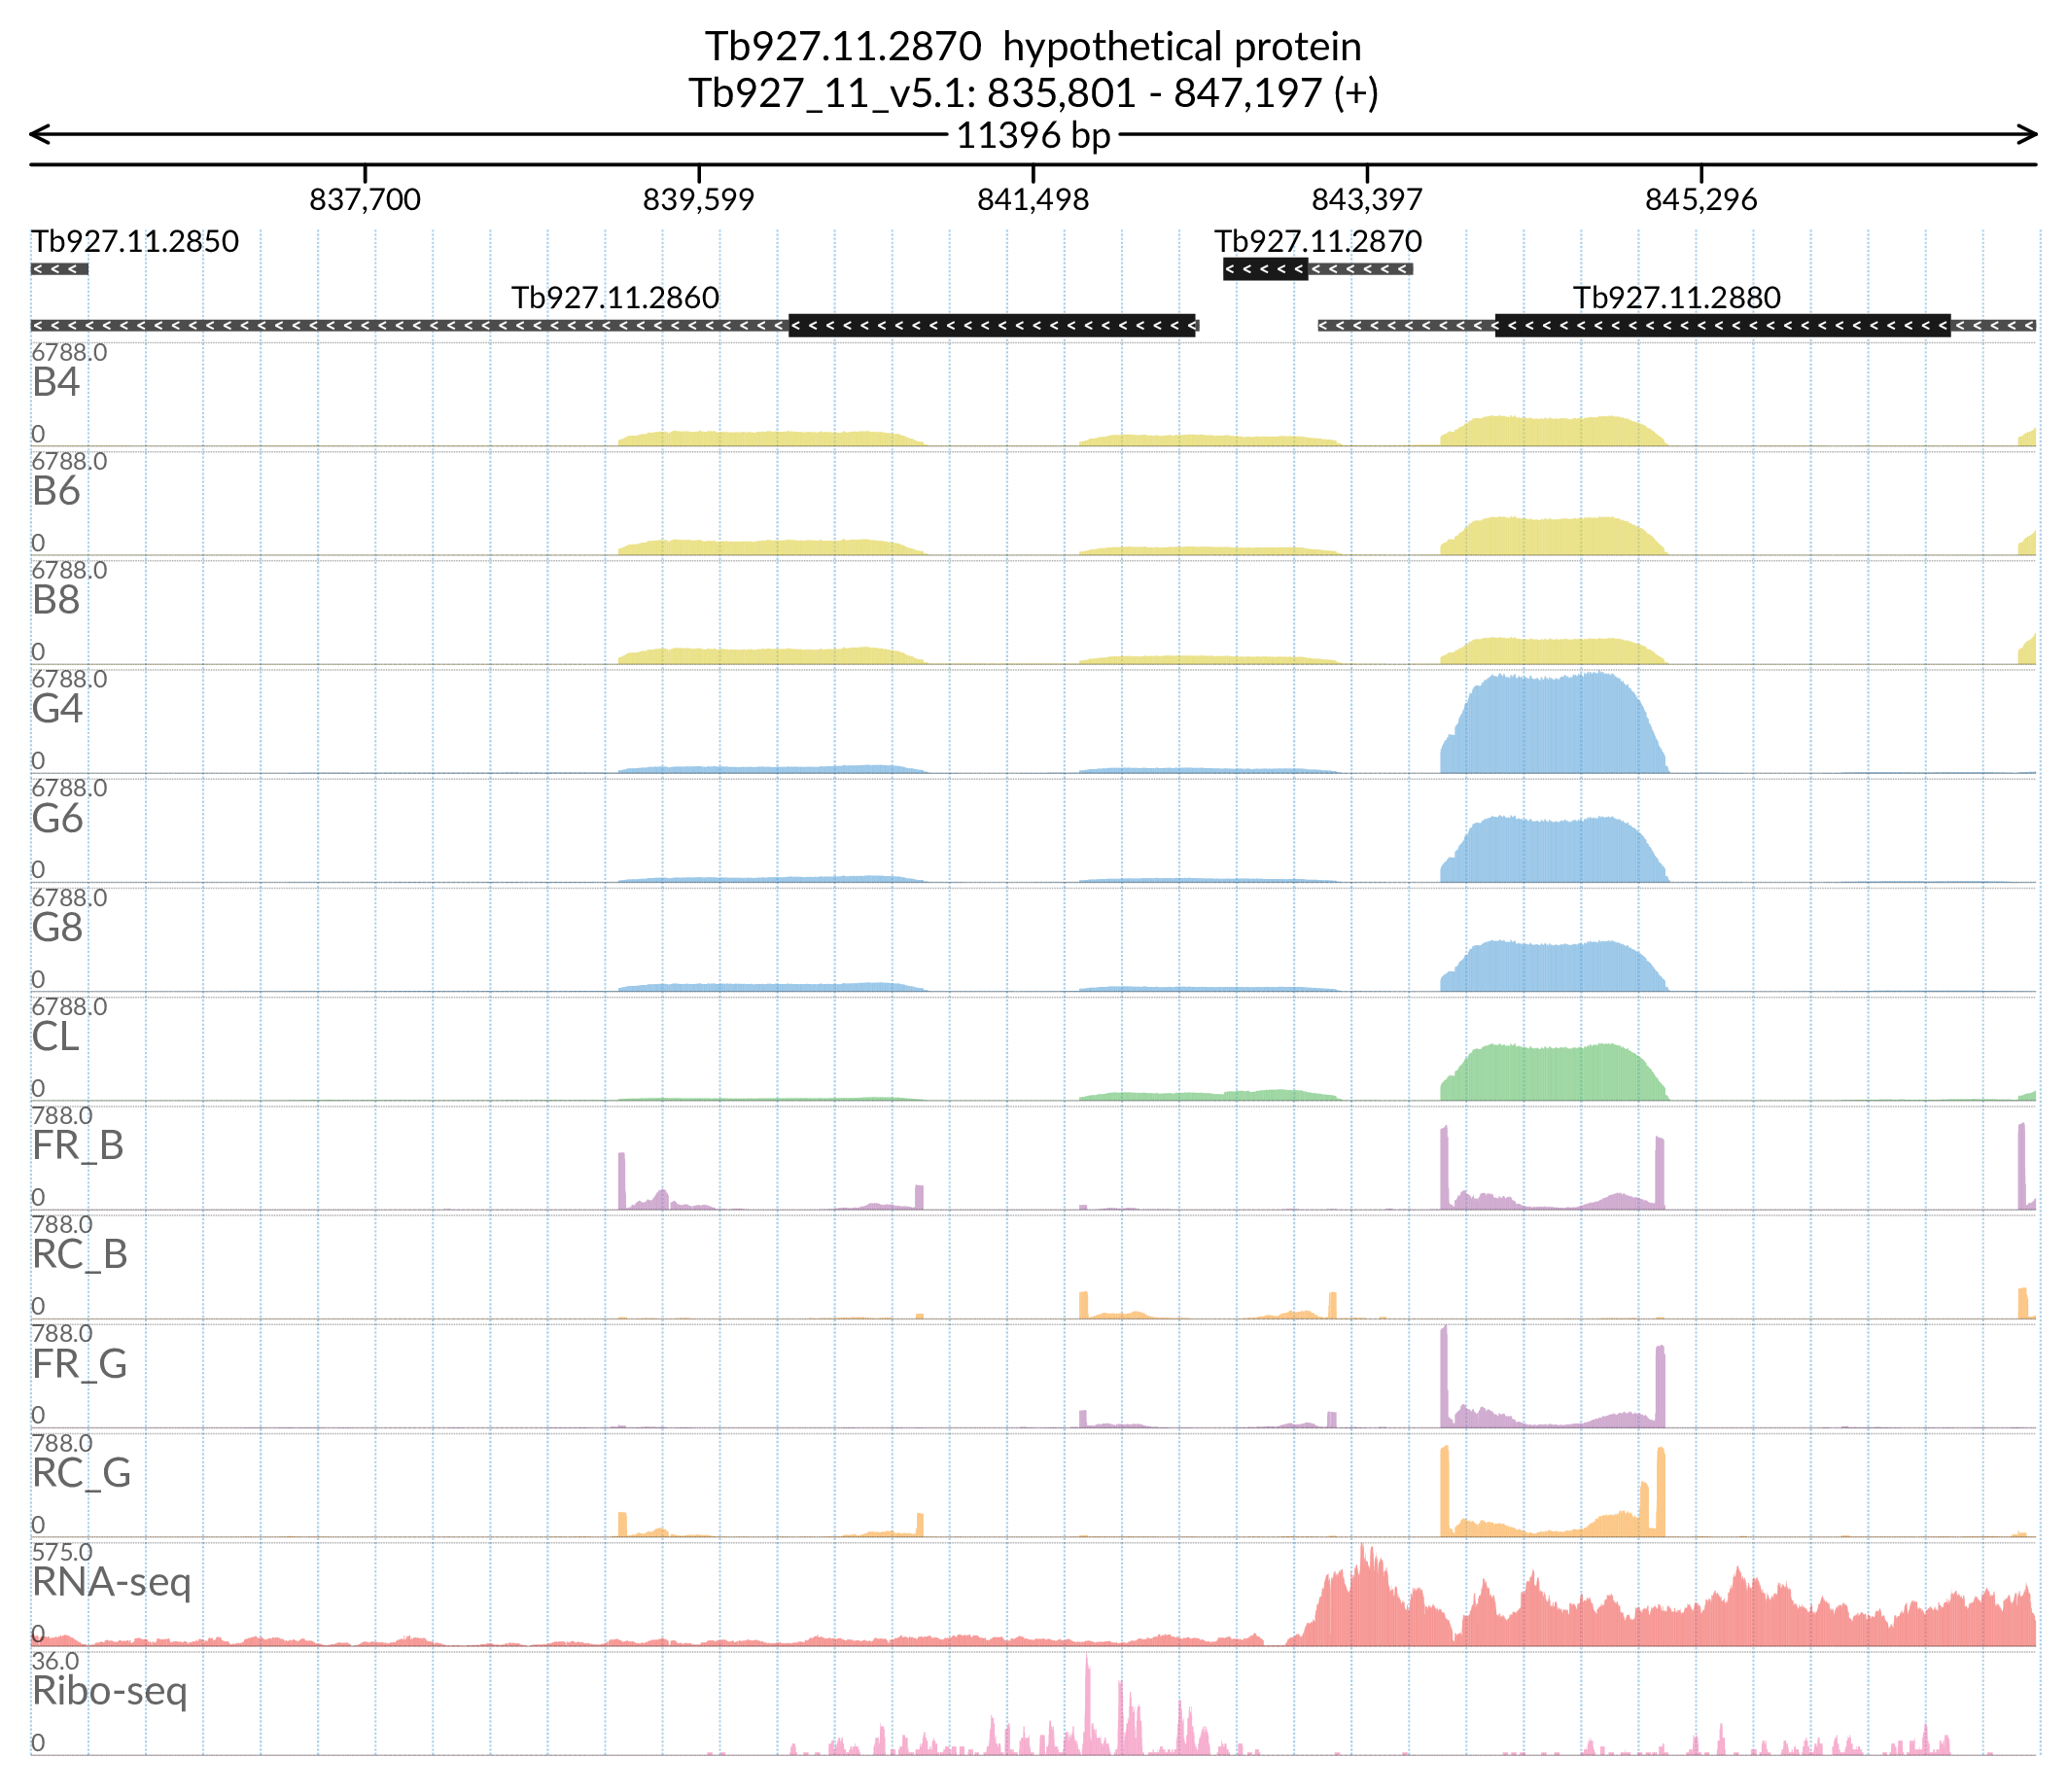 Tb927.11.2870  hypothetical protein
Tb927_11_v5.1: 835,801 - 847,197 (+)
11396 bp
837,700 839,599 841,498 843,397 845,296
Tb927.11.2850 Tb927.11.2870
Tb927.11.2860 Tb927.11.2880
6788.0
B4
0
6788.0
B6
0
6788.0
B8
0
6788.0
G4
0
6788.0
G6
0
6788.0
G8
0
6788.0
CL
0
788.0
FR_B
0
788.0
RC_B
0
788.0
FR_G
0
788.0
RC_G
0
575.0
RNA-seq
0
36.0
Ribo-seq
0